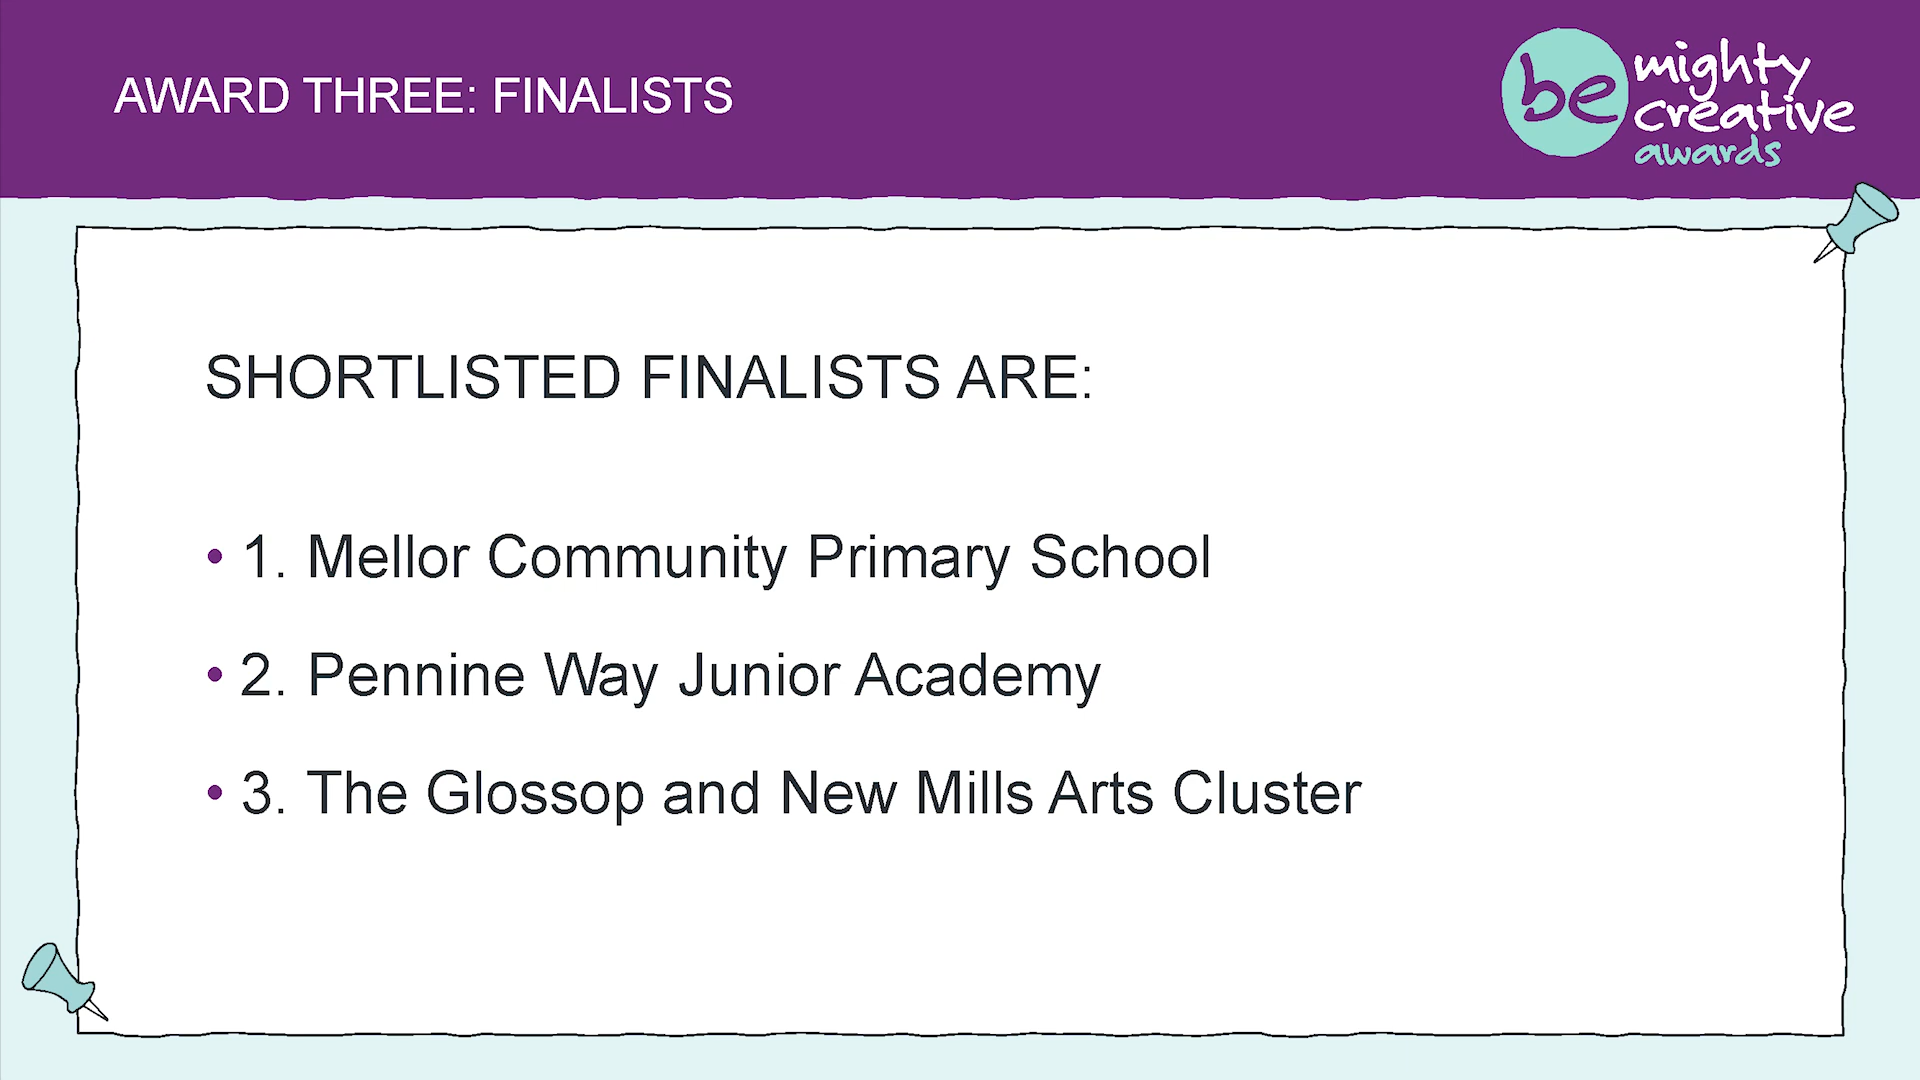 AWARD THREE: FINALISTS
be mighty
creative
awards
SHORTLISTED FINALISTS ARE:
• 1. Mellor Community Primary School
• 2. Pennine Way Junior Academy
• 3. The Glossop and New Mills Arts Cluster